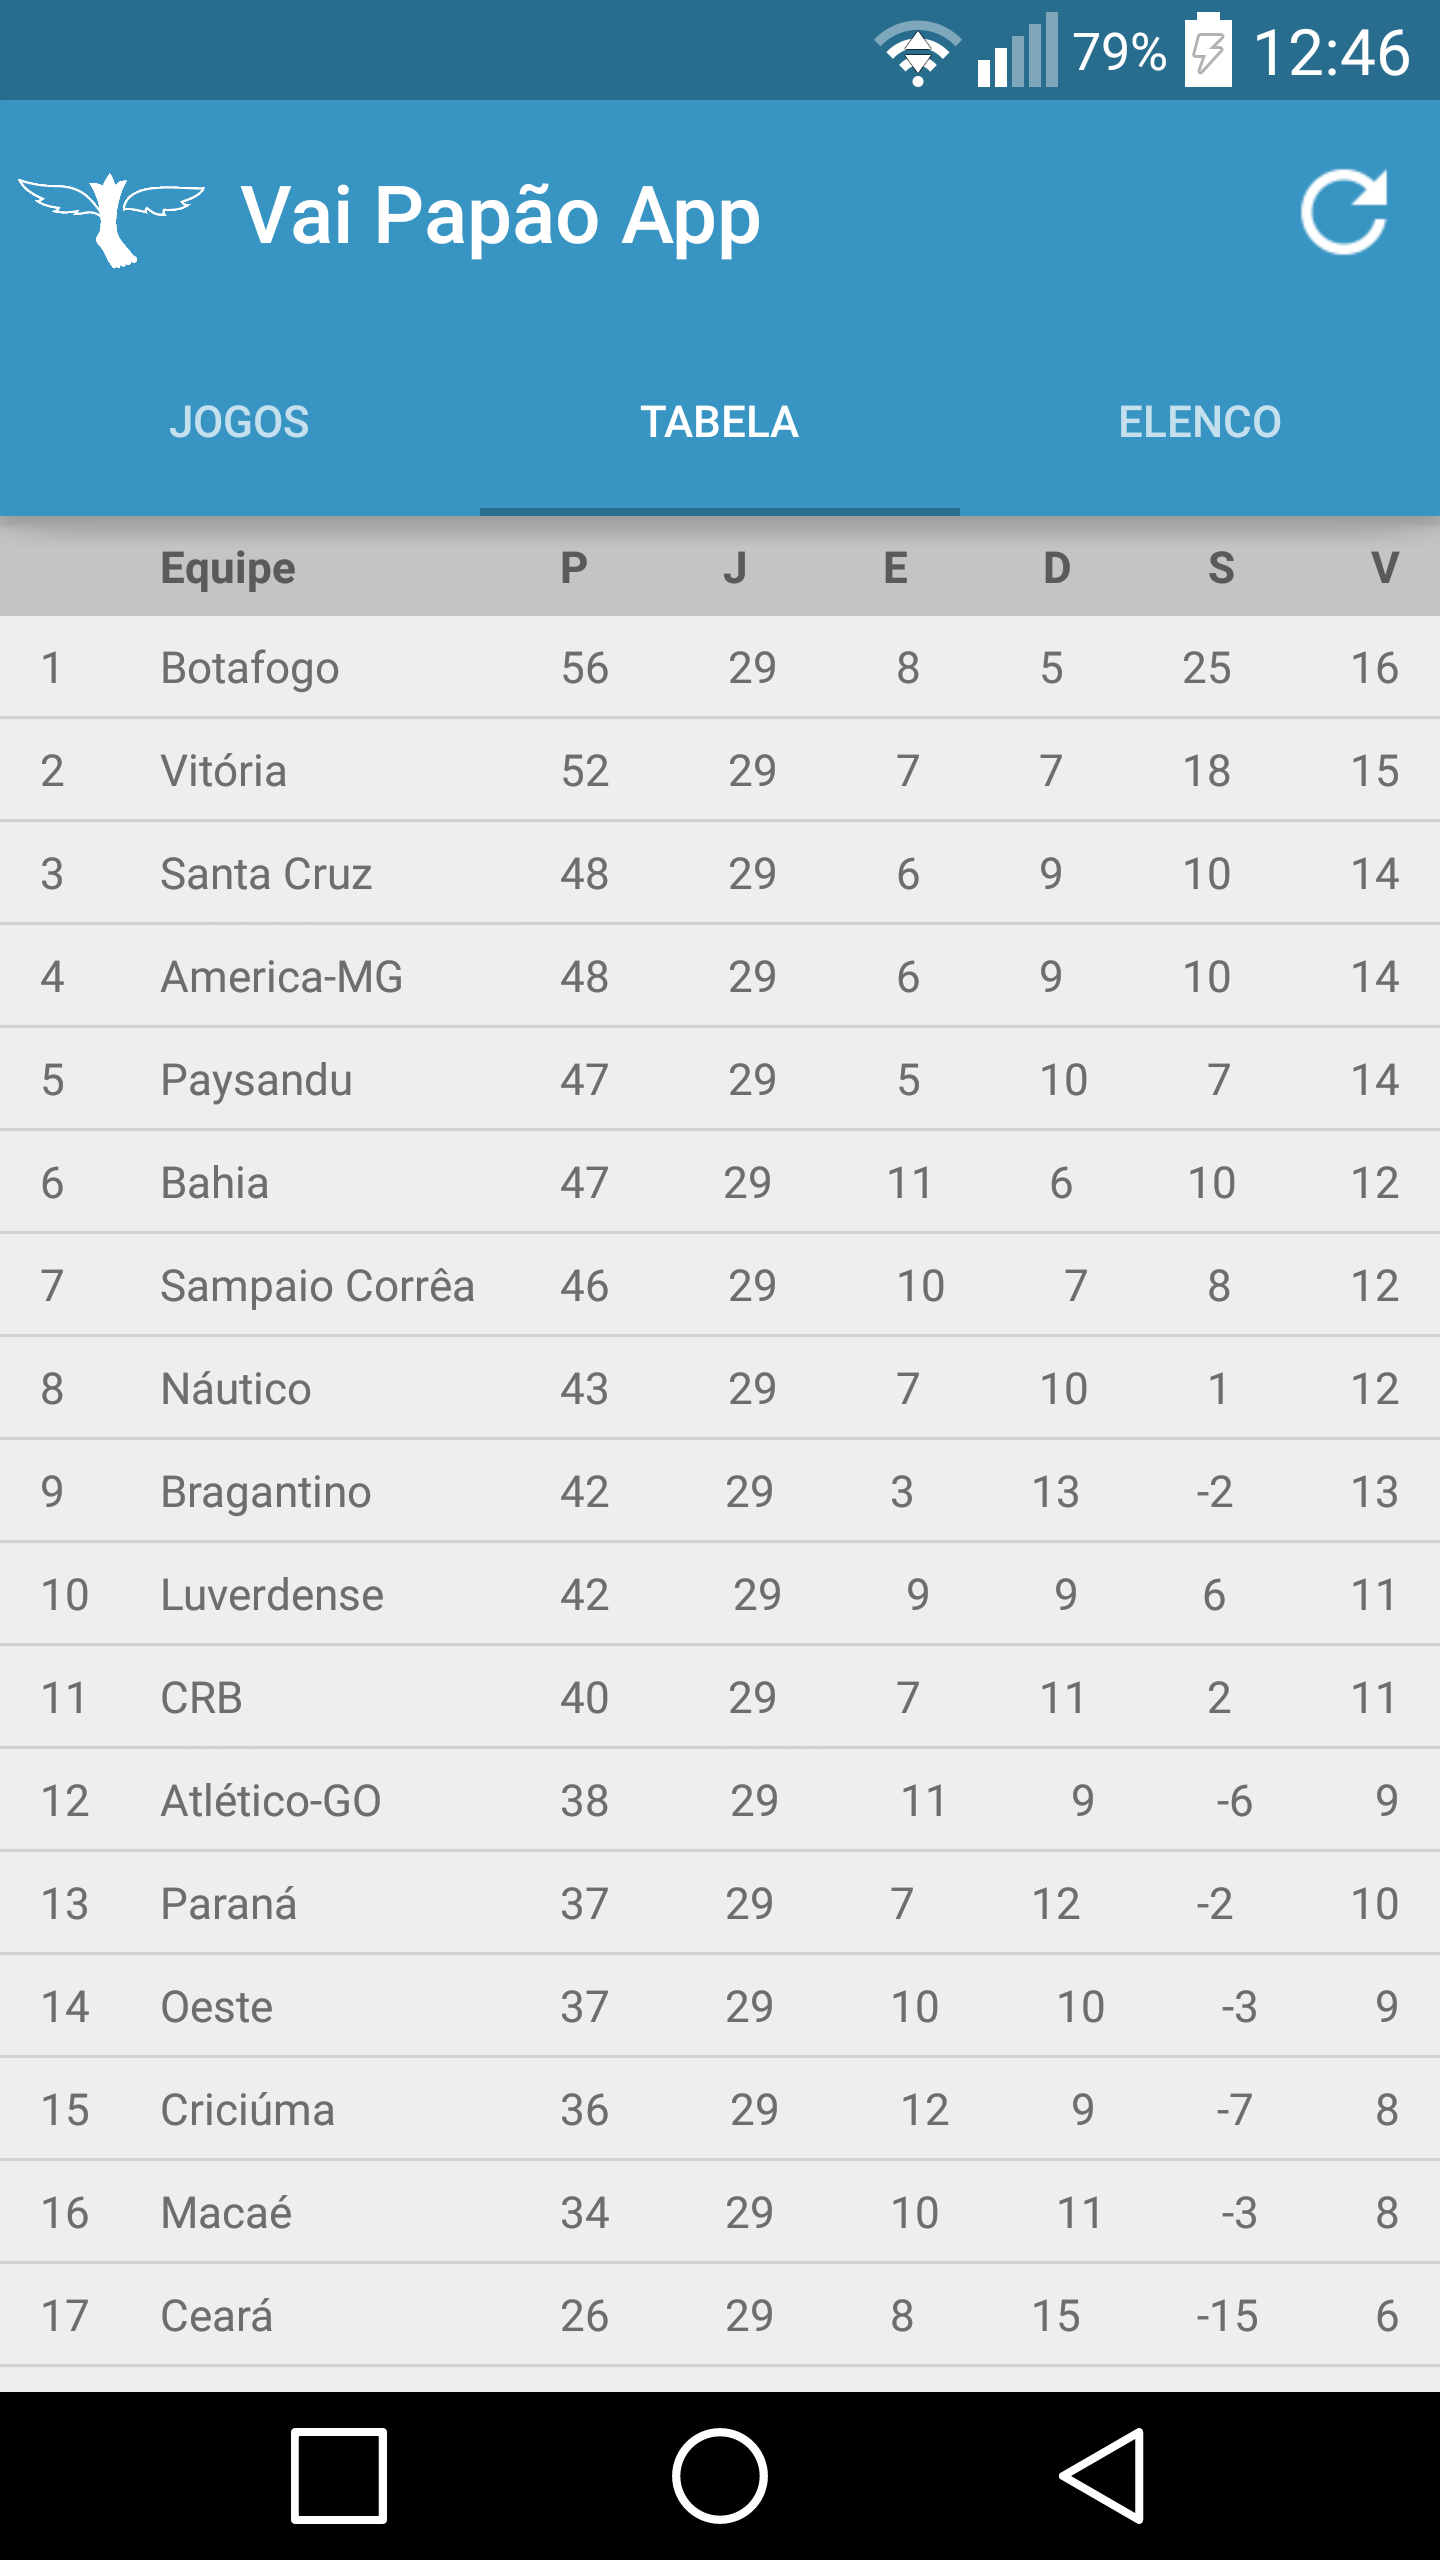 79% 12:46
Vai Papão App
JOGOS TABELA ELENCO
Equipe P J E D S V
1 Botafogo 56 29 8 5 25 16
2 Vitória 52 29 7 7 18 15
3 Santa Cruz 48 29 6 9 10 14
4 America-MG 48 29 6 9 10 14
5 Paysandu 47 29 5 10 7 14
6 Bahia 47 29 11 6 10 12
7 Sampaio Corrêa 46 29 10 7 8 12
8 Náutico 43 29 7 10 1 12
9 Bragantino 42 29 3 13 -2 13
10 Luverdense 42 29 9 9 6 11
11 CRB 40 29 7 11 2 11
12 Atlético-GO 38 29 11 9 -6 9
13 Paraná 37 29 7 12 -2 10
14 Oeste 37 29 10 10 -3 9
15 Criciúma 36 29 12 9 -7 8
16 Macaé 34 29 10 11 -3 8
17 Ceará 26 29 8 15 -15 6